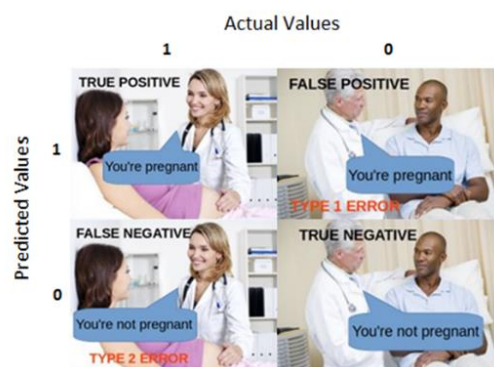 Actual Values
1 0
Predicted Values
1
TRUE POSITIVE
You're pregnant
FALSE POSITIVE
You're pregnant
TYPE 1 ERROR
0
FALSE NEGATIVE
You're not pregnant
TYPE 2 ERROR
TRUE NEGATIVE
You're not pregnant